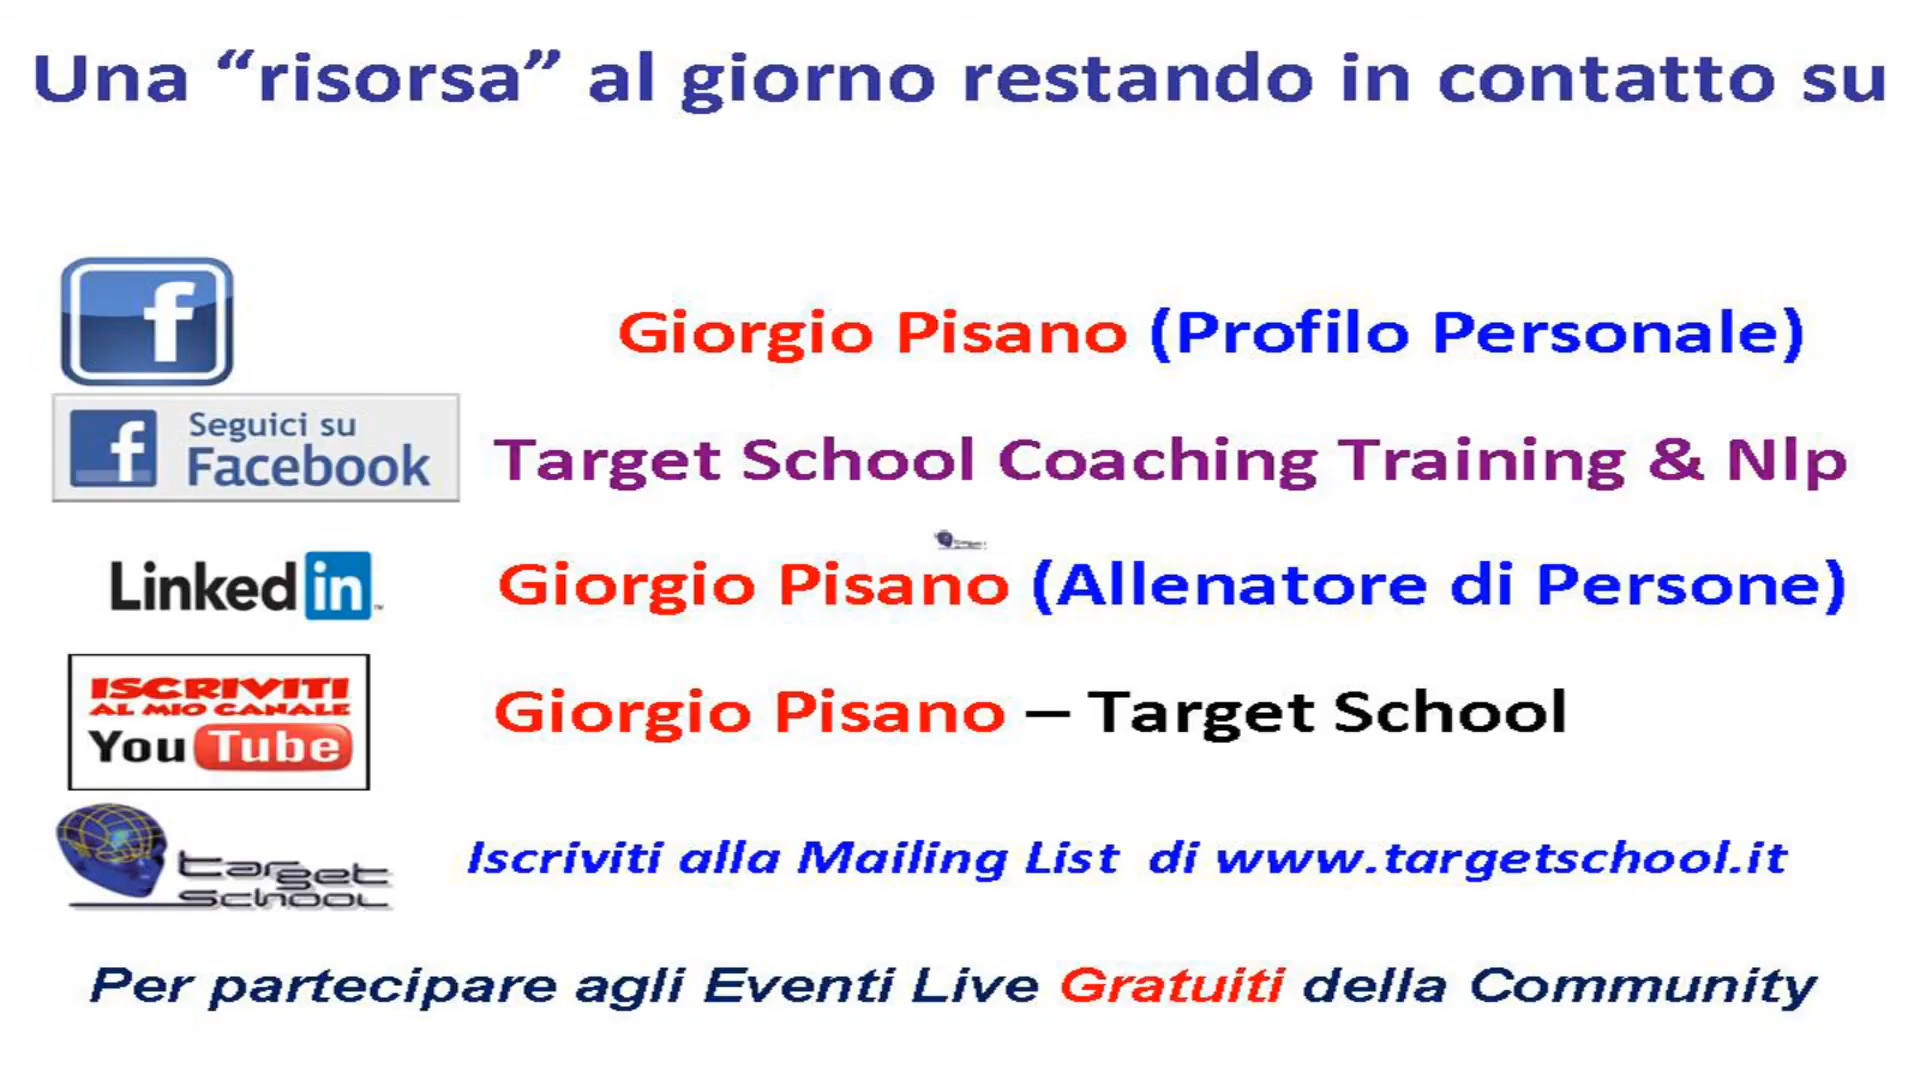 Una “risorsa” al giorno restando in contatto su
Giorgio Pisano (Profilo Personale)
Seguici su
Facebook
Target School Coaching Training & Nlp
Linked in
Giorgio Pisano (Allenatore di Persone)
ISCRIVITI
AL MIO CANALE
YouTube
Giorgio Pisano – Target School
target
school
Iscriviti alla Mailing List di www.targetschool.it
Per partecipare agli Eventi Live Gratuiti della Community